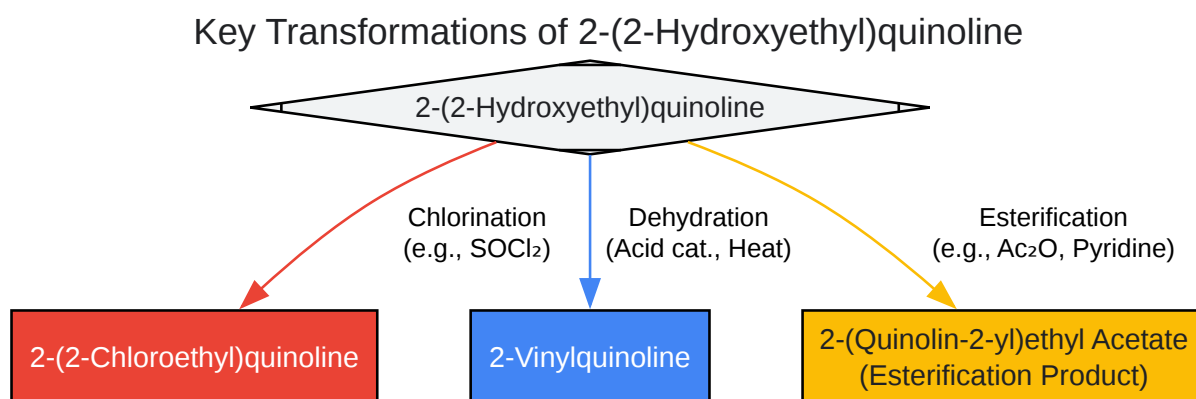 Key Transformations of 2-(2-Hydroxyethyl)quinoline
2-(2-Hydroxyethyl)quinoline
Chlorination
(e.g., SOCl₂)
Dehydration
(Acid cat., Heat)
Esterification
(e.g., Ac₂O, Pyridine)
2-(2-Chloroethyl)quinoline
2-Vinylquinoline
2-(Quinolin-2-yl)ethyl Acetate
(Esterification Product)